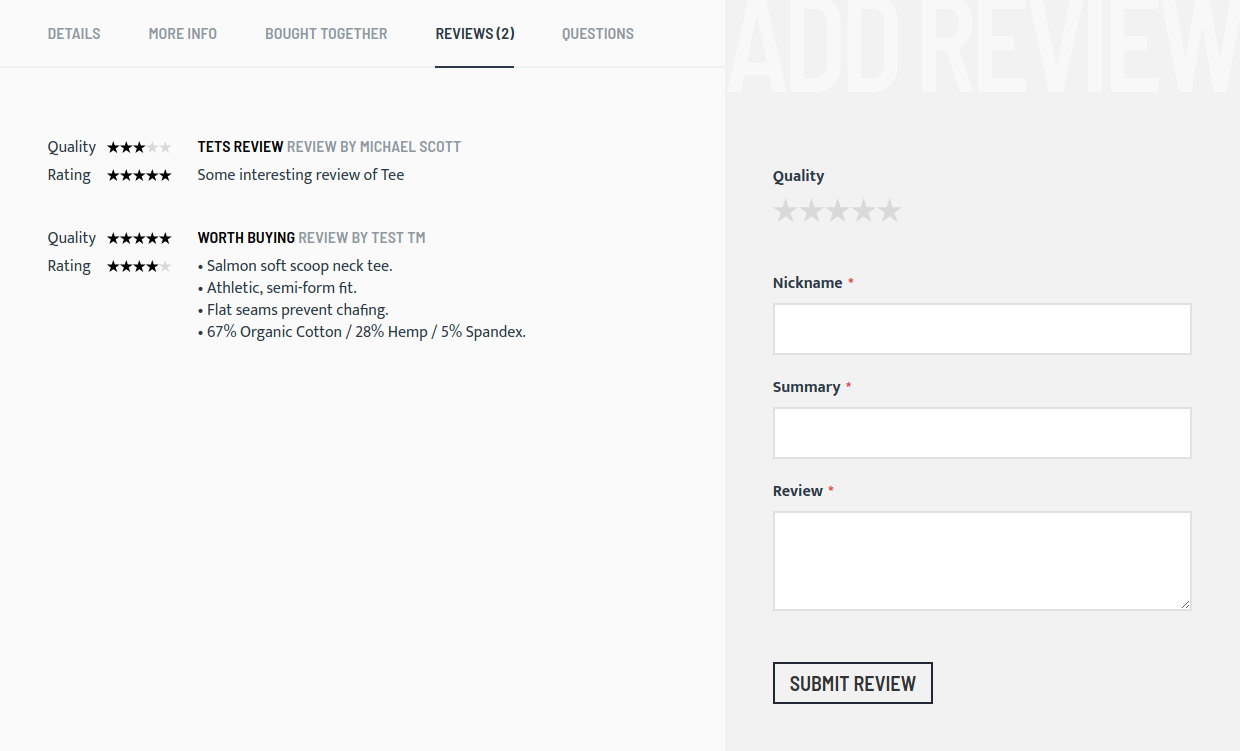 DETAILS MORE INFO BOUGHT TOGETHER REVIEWS (2) QUESTIONS
Quality TETS REVIEW REVIEW BY MICHAEL SCOTT
Rating Some interesting review of Tee
Quality WORTH BUYING REVIEW BY TEST TM
Rating • Salmon soft scoop neck tee.
• Athletic, semi-form fit.
• Flat seams prevent chafing.
• 67% Organic Cotton / 28% Hemp / 5% Spandex.
ADD REVIEW
Quality
Nickname *
Summary *
Review *
SUBMIT REVIEW